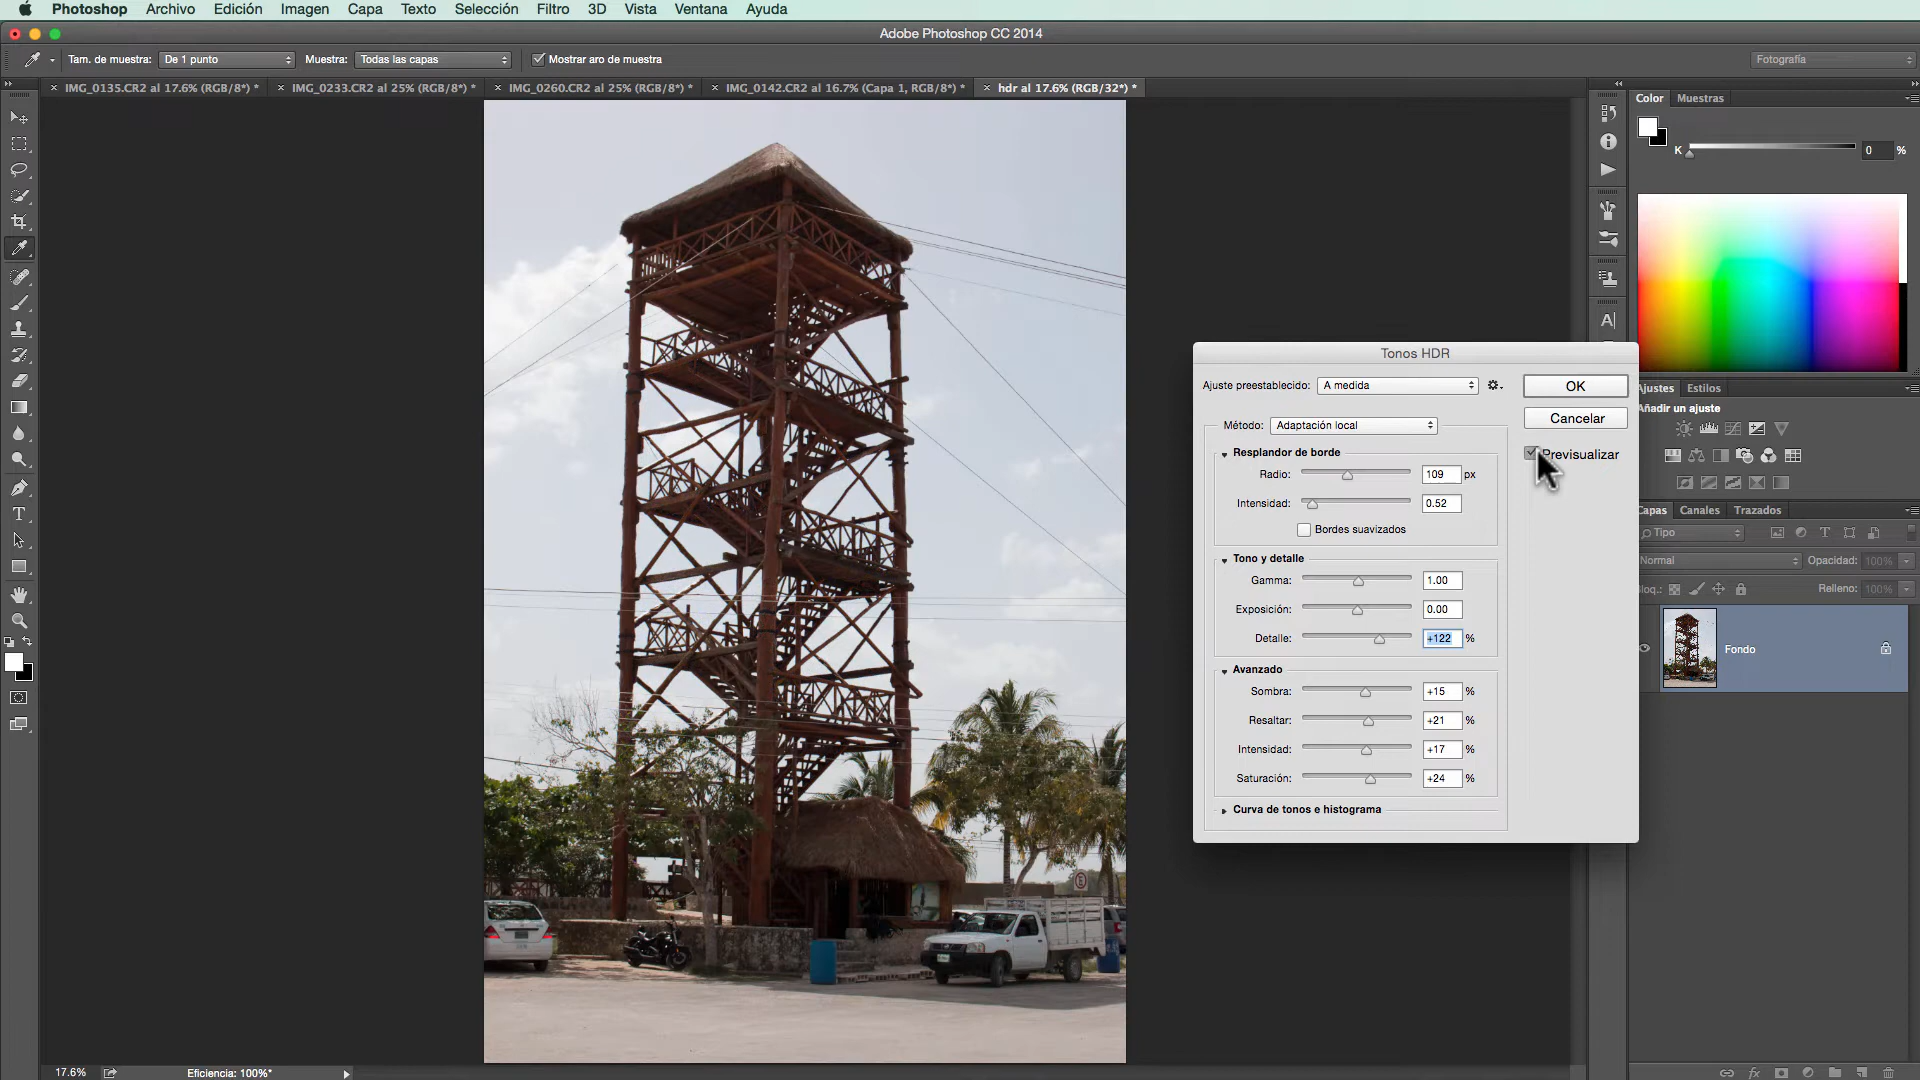 Photoshop Archivo Edición Imagen Capa Texto Selección Filtro 3D Vista Ventana Ayuda
Adobe Photoshop CC 2014
Tam. de muestra: De 1 punto Muestra: Todas las capas Mostrar aro de muestra Fotografía
IMG_0135.CR2 al 17.6% (RGB/8*) * IMG_0233.CR2 al 25% (RGB/8*) * IMG_0260.CR2 al 25% (RGB/8*) * IMG_0142.CR2 al 16.7% (Capa 1, RGB/8*) * hdr al 17.6% (RGB/32*) *
Color Muestras
K 0 %
Tonos HDR
Ajuste preestablecido: A medida OK
Cancelar
Método: Adaptación local
Previsualizar
Resplandor de borde
Radio: 109 px
Intensidad: 0.52
Bordes suavizados
Tono y detalle
Gamma: 1.00
Exposición: 0.00
Detalle: +122 %
Avanzado
Sombra: +15 %
Resaltar: +21 %
Intensidad: +17 %
Saturación: +24 %
Curva de tonos e histograma
Ajustes Estilos
Añadir un ajuste
Capas Canales Trazados
Tipo
Normal Opacidad: 100%
Bloq.: Relleno: 100%
Fondo
17.6% Eficiencia: 100%*